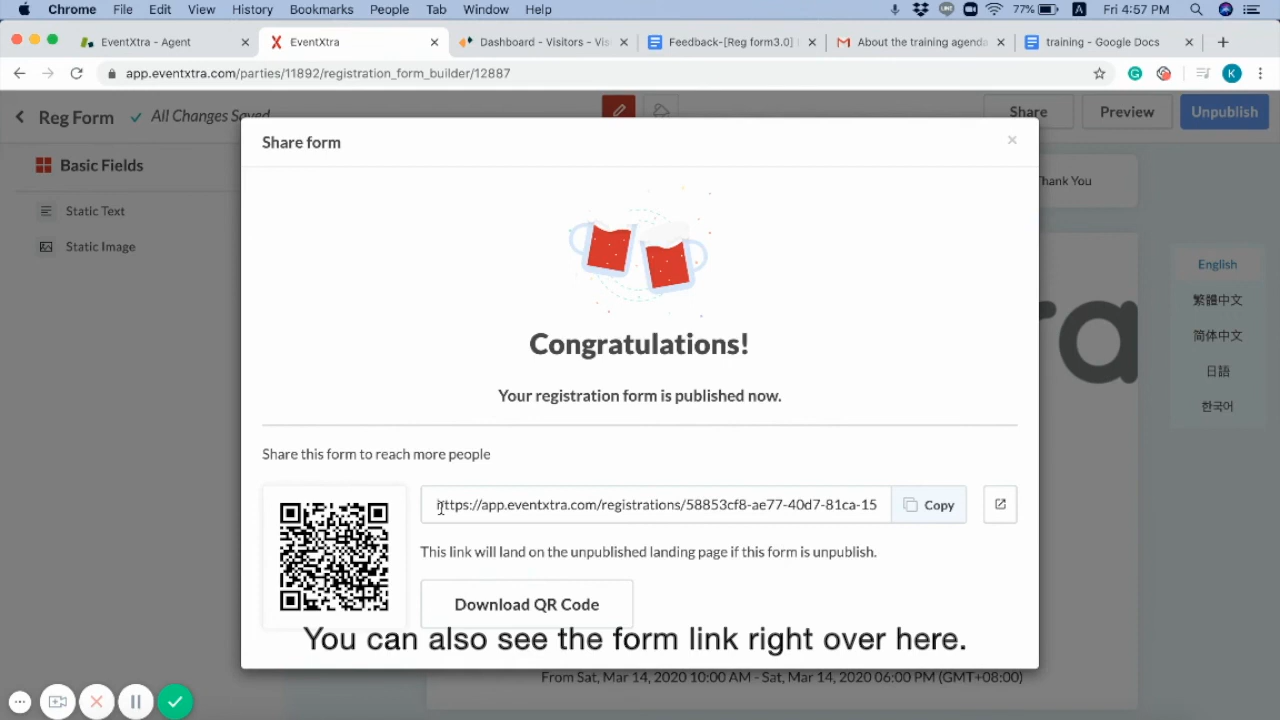 Chrome File Edit View History Bookmarks People Tab Window Help 77% A Fri 4:57 PM
EventXtra - Agent EventXtra Dashboard - Visitors - Vis Feedback-[Reg form3.0] About the training agenda training - Google Docs
app.eventxtra.com/parties/11892/registration_form_builder/12887 K
Reg Form All Changes Saved Share Preview Unpublish
Share form
Basic Fields
Thank You
Static Text
Static Image
English
繁體中文
简体中文
日語
한국어
Congratulations!
Your registration form is published now.
Share this form to reach more people
https://app.eventxtra.com/registrations/58853cf8-ae77-40d7-81ca-15 Copy
This link will land on the unpublished landing page if this form is unpublish.
Download QR Code
You can also see the form link right over here.
From Sat, Mar 14, 2020 10:00 AM - Sat, Mar 14, 2020 06:00 PM (GMT+08:00)